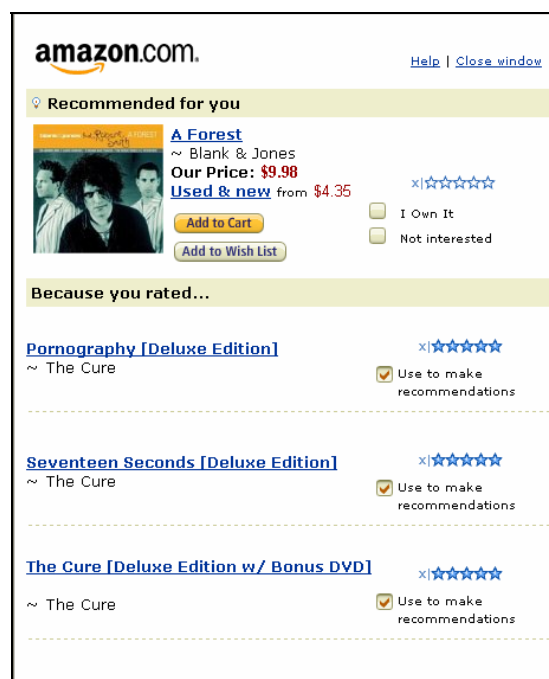 amazon.com.
Help | Close window
Recommended for you
A Forest
~ Blank & Jones
Our Price: $9.98
Used & new from $4.35
x|
I Own It
Not interested
Add to Cart
Add to Wish List
Because you rated...
Pornography [Deluxe Edition]
~ The Cure
x|
Use to make
recommendations
Seventeen Seconds [Deluxe Edition]
~ The Cure
x|
Use to make
recommendations
The Cure [Deluxe Edition w/ Bonus DVD]
~ The Cure
x|
Use to make
recommendations